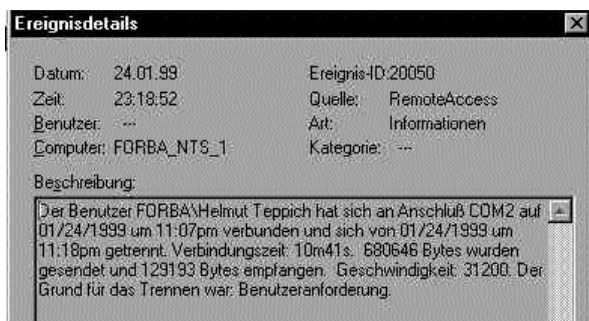 Ereignisdetails
Datum: 24.01.99 Ereignis-ID:20050
Zeit: 23:18:52 Quelle: RemoteAccess
Benutzer: --- Art: Informationen
Computer: FORBA_NTS_1 Kategorie: ---
Beschreibung:
Der Benutzer FORBA\Helmut Teppich hat sich an Anschluß COM2 auf
01/24/1999 um 11:07pm verbunden und sich von 01/24/1999 um
11:18pm getrennt. Verbindungszeit: 10m41s. 680646 Bytes wurden
gesendet und 129193 Bytes empfangen. Geschwindigkeit: 31200. Der
Grund für das Trennen war: Benutzeranforderung.